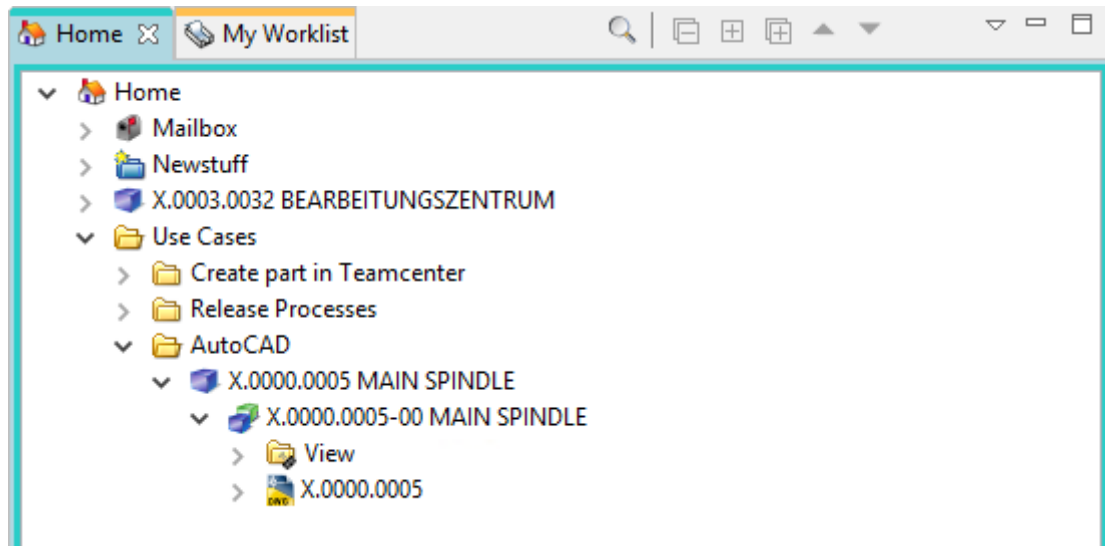 Home My Worklist
Home
Mailbox
Newstuff
X.0003.0032 BEARBEITUNGSZENTRUM
Use Cases
Create part in Teamcenter
Release Processes
AutoCAD
X.0000.0005 MAIN SPINDLE
X.0000.0005-00 MAIN SPINDLE
View
DWG X.0000.0005